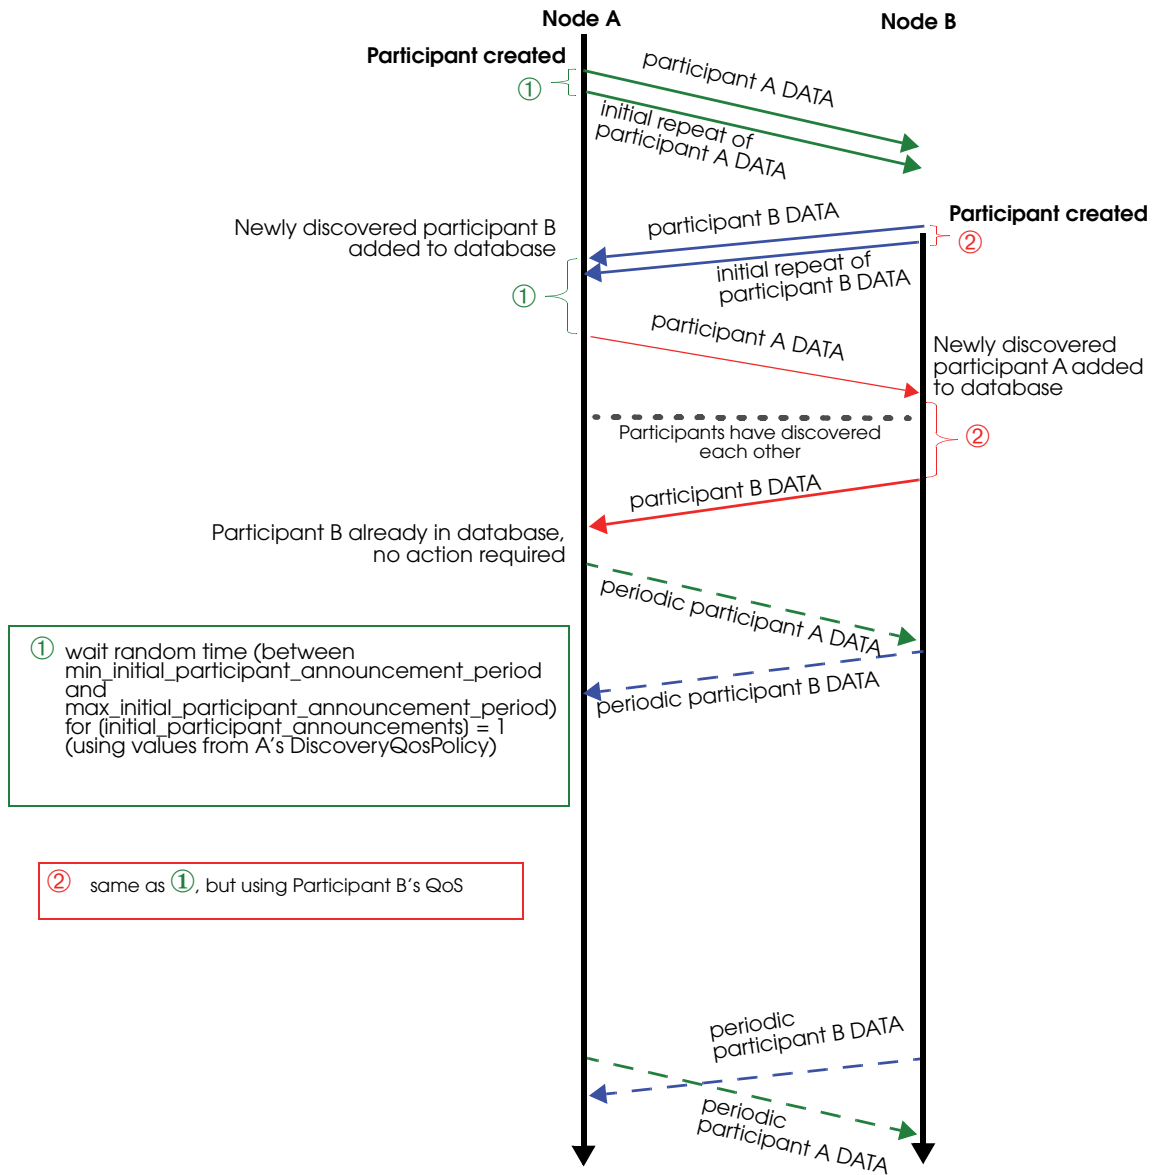 Node A
Node B
Participant created
①
participant A DATA
initial repeat of
participant A DATA
Newly discovered participant B
added to database
participant B DATA
Participant created
②
initial repeat of
participant B DATA
①
participant A DATA
Newly discovered
participant A added
to database
Participants have discovered
each other
②
participant B DATA
Participant B already in database,
no action required
periodic participant A DATA
periodic participant B DATA
① wait random time (between
min_initial_participant_announcement_period
and
max_initial_participant_announcement_period)
for [initial_participant_announcements] = 1
(using values from A’s DiscoveryQosPolicy)
② same as ①, but using Participant B’s QoS
periodic
participant B DATA
periodic
participant A DATA